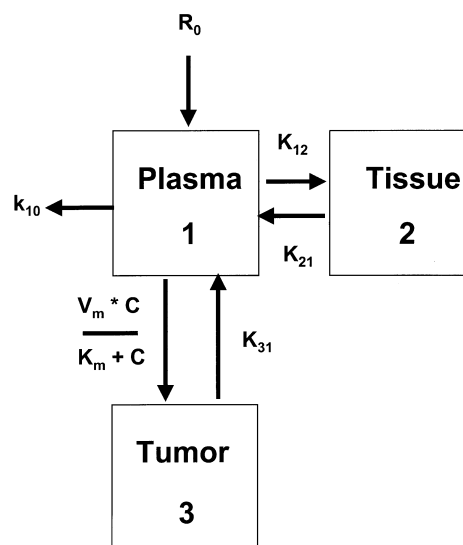 R₀
Plasma
1
K₁₂
Tissue
2
k₁₀
K₂₁
Vₘ * C
Kₘ + C
K₃₁
Tumor
3